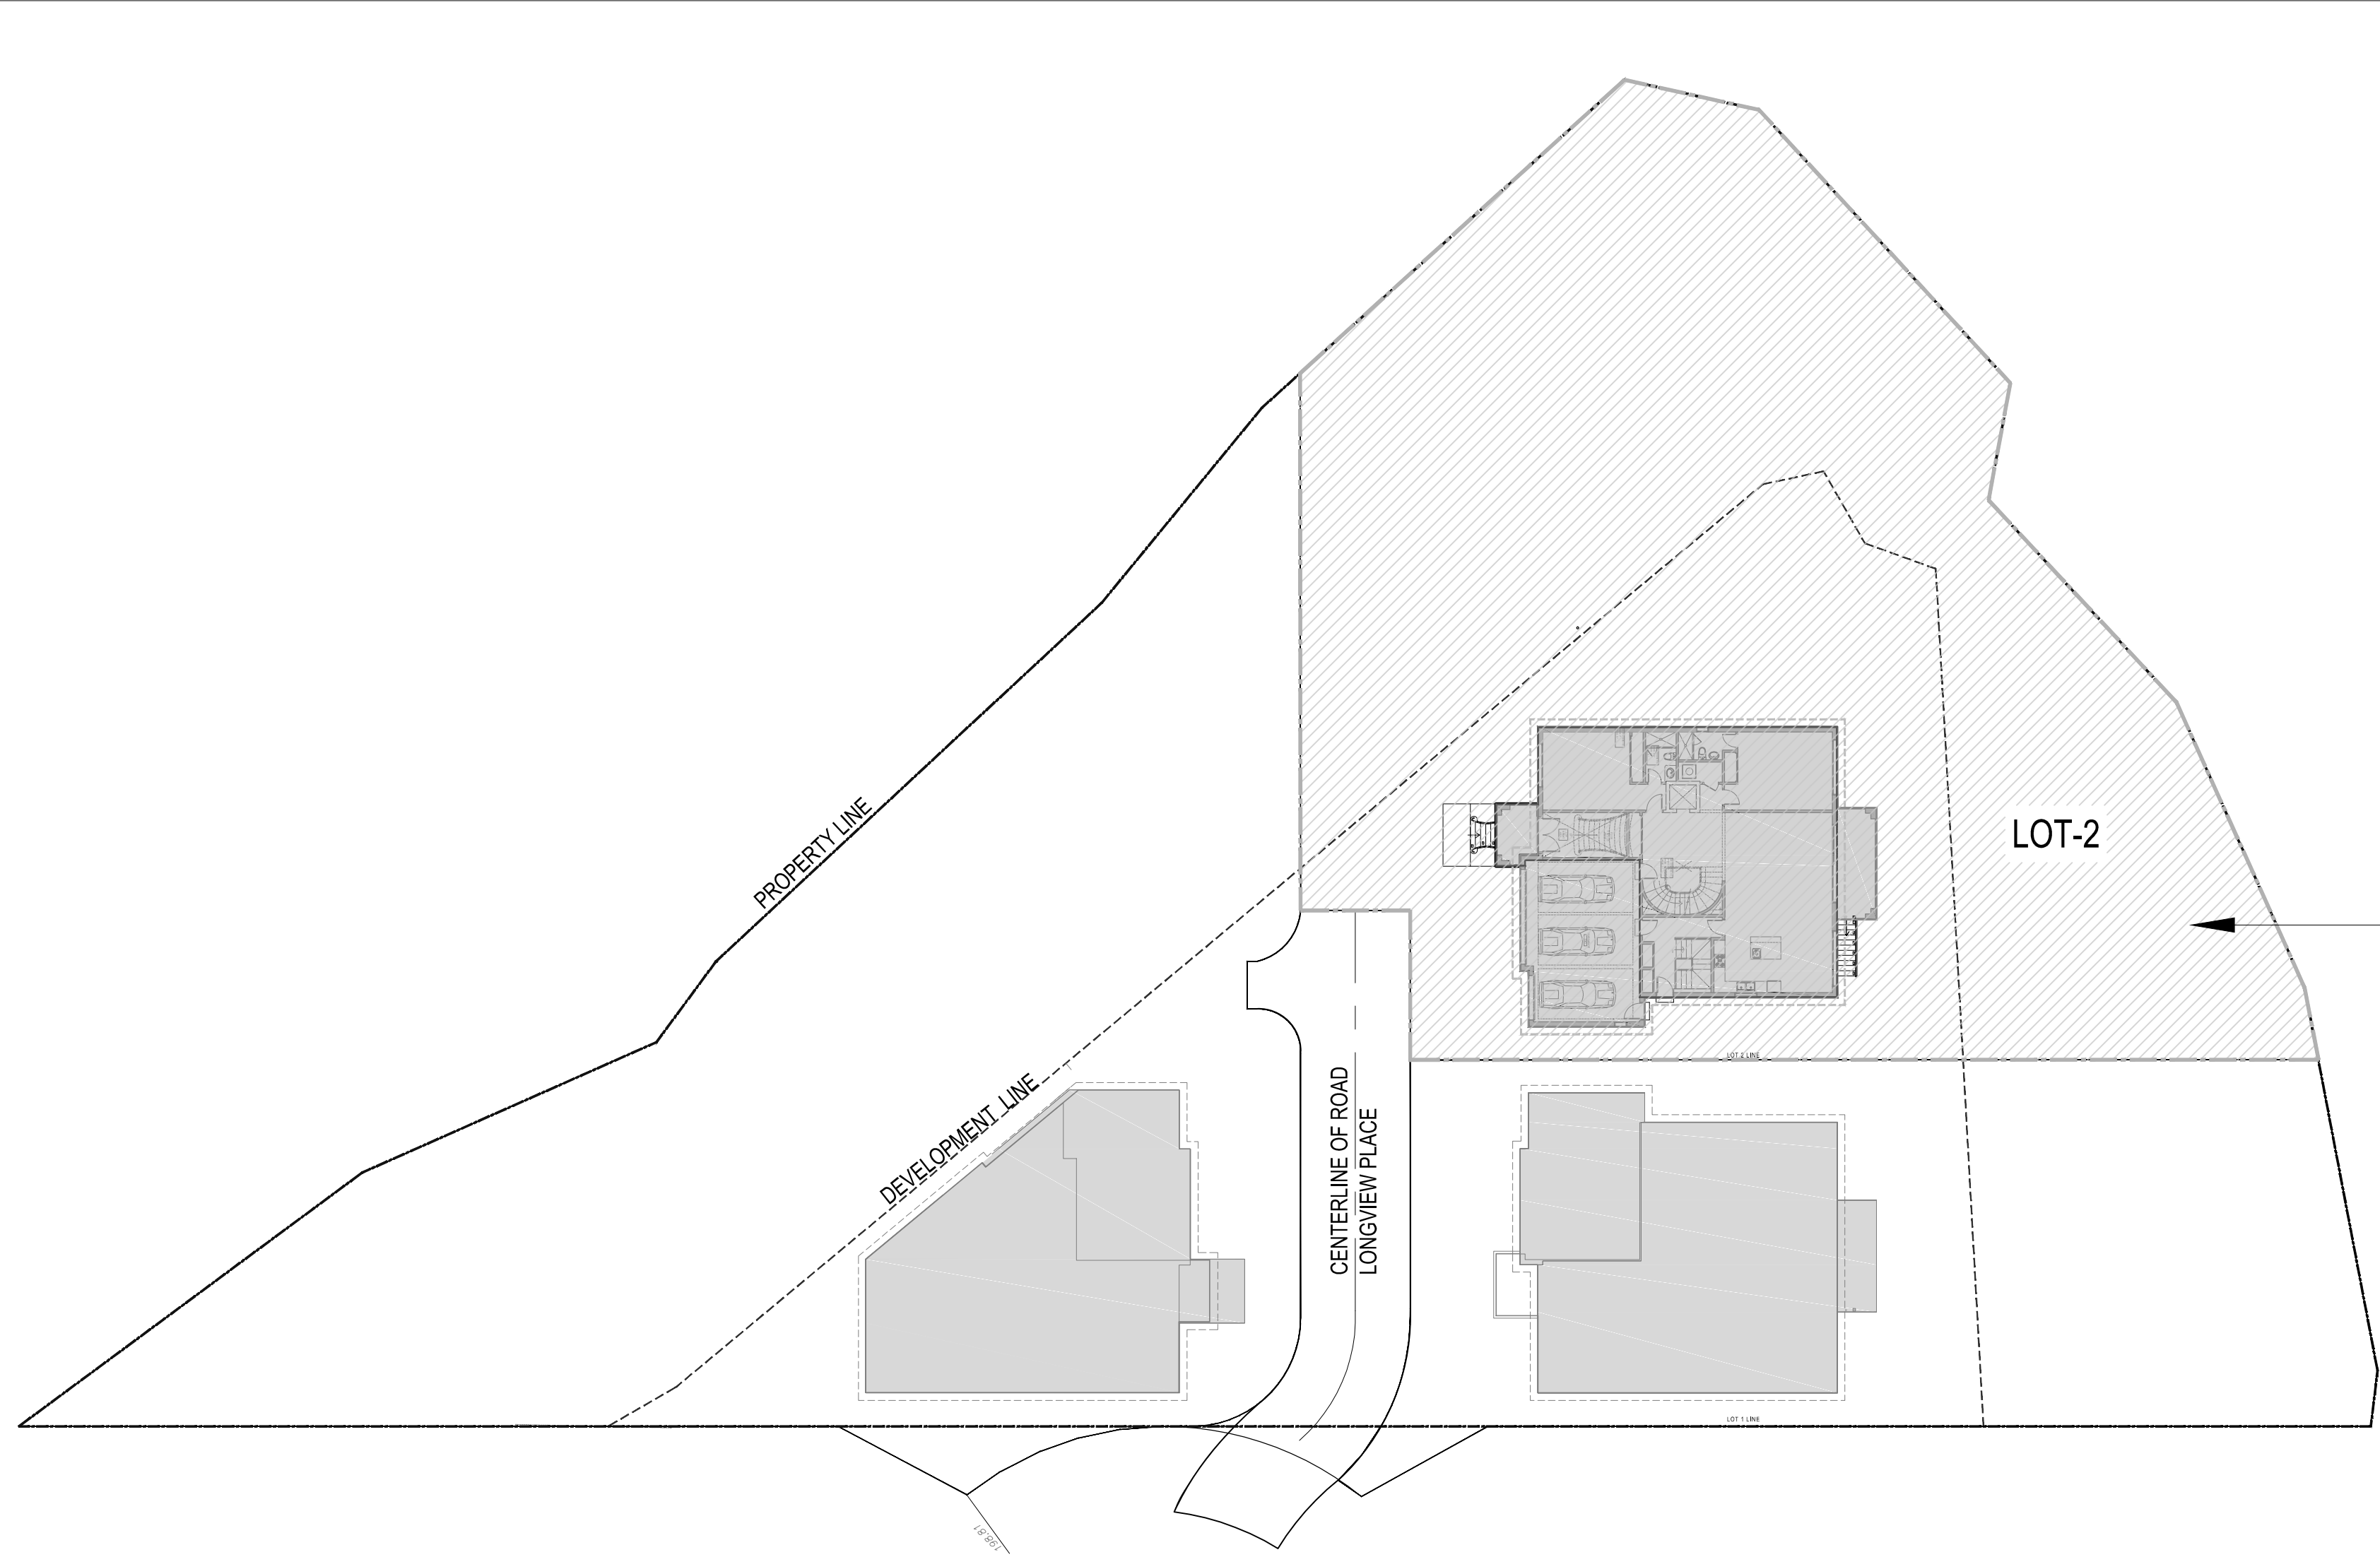 LOT-2
PROPERTY LINE
LOT 2 LINE
DEVELOPMENT LINE
CENTERLINE OF ROAD
LONGVIEW PLACE
LOT 1 LINE
198.81